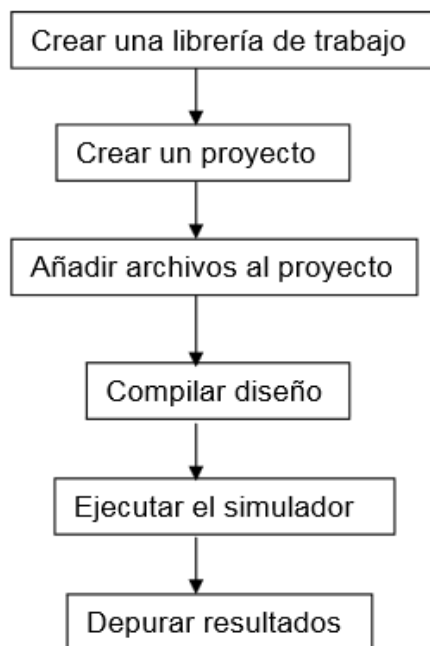 Crear una librería de trabajo
Crear un proyecto
Añadir archivos al proyecto
Compilar diseño
Ejecutar el simulador
Depurar resultados